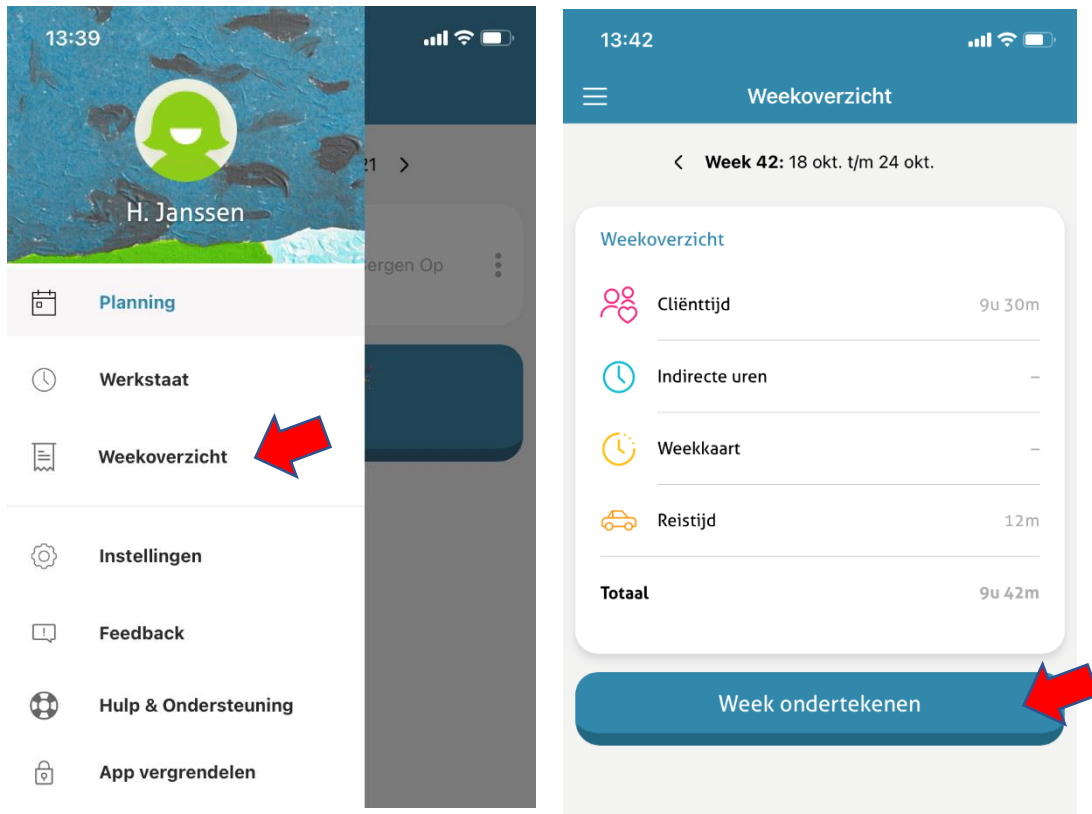 13:39
H. Janssen
21 >
Bergen Op
Planning
Werkstaat
Weekoverzicht
Instellingen
Feedback
Hulp & Ondersteuning
App vergrendelen
13:42
Weekoverzicht
< Week 42: 18 okt. t/m 24 okt.
Weekoverzicht
Cliënttijd 9u 30m
Indirecte uren –
Weekkaart –
Reistijd 12m
Totaal 9u 42m
Week ondertekenen